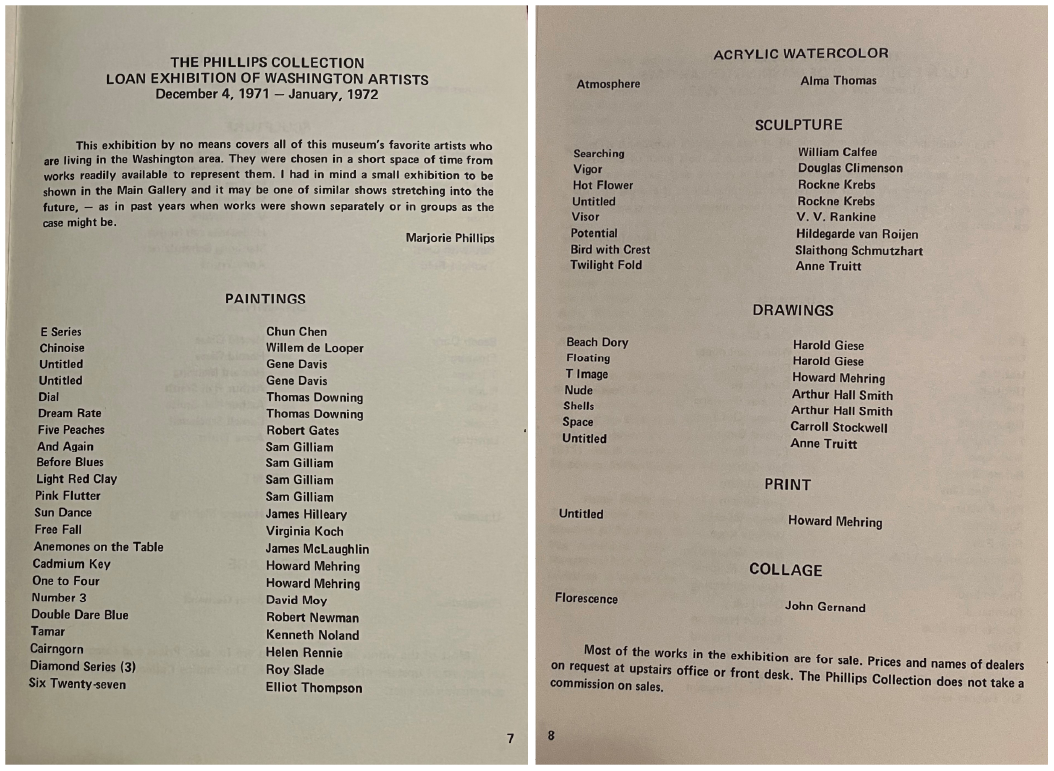 THE PHILLIPS COLLECTION
LOAN EXHIBITION OF WASHINGTON ARTISTS
December 4, 1971 — January, 1972
This exhibition by no means covers all of this museum's favorite artists who
are living in the Washington area. They were chosen in a short space of time from
works readily available to represent them. I had in mind a small exhibition to be
shown in the Main Gallery and it may be one of similar shows stretching into the
future, — as in past years when works were shown separately or in groups as the
case might be.
Marjorie Phillips
PAINTINGS
E Series Chun Chen
Chinoise Willem de Looper
Untitled Gene Davis
Untitled Gene Davis
Dial Thomas Downing
Dream Rate Thomas Downing
Five Peaches Robert Gates
And Again Sam Gilliam
Before Blues Sam Gilliam
Light Red Clay Sam Gilliam
Pink Flutter Sam Gilliam
Sun Dance James Hilleary
Free Fall Virginia Koch
Anemones on the Table James McLaughlin
Cadmium Key Howard Mehring
One to Four Howard Mehring
Number 3 David Moy
Double Dare Blue Robert Newman
Tamar Kenneth Noland
Cairngorn Helen Rennie
Diamond Series (3) Roy Slade
Six Twenty-seven Elliot Thompson
7
ACRYLIC WATERCOLOR
Atmosphere Alma Thomas
SCULPTURE
Searching William Calfee
Vigor Douglas Climenson
Hot Flower Rockne Krebs
Untitled Rockne Krebs
Visor V. V. Rankine
Potential Hildegarde van Roijen
Bird with Crest Slaithong Schmutzhart
Twilight Fold Anne Truitt
DRAWINGS
Beach Dory Harold Giese
Floating Harold Giese
T Image Howard Mehring
Nude Arthur Hall Smith
Shells Arthur Hall Smith
Space Carroll Stockwell
Untitled Anne Truitt
PRINT
Untitled Howard Mehring
COLLAGE
Florescence John Gernand
Most of the works in the exhibition are for sale. Prices and names of dealers
on request at upstairs office or front desk. The Phillips Collection does not take a
commission on sales.
8